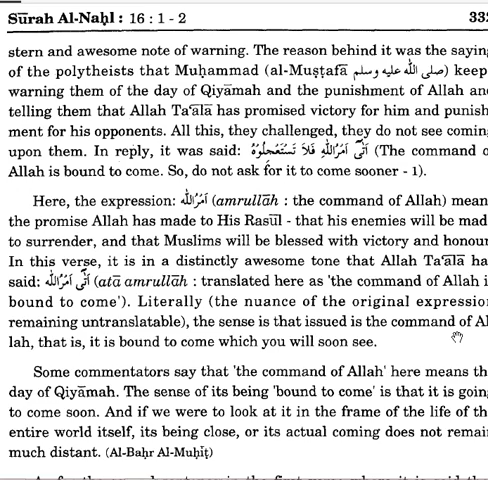 Sūrah Al-Naḥl : 16 : 1 - 2 332
stern and awesome note of warning. The reason behind it was the sayin
of the polytheists that Muḥammad (al-Muṣṭafā صلى الله عليه وسلم) keep
warning them of the day of Qiyāmah and the punishment of Allah an
telling them that Allah Ta'ālā has promised victory for him and punish
ment for his opponents. All this, they challenged, they do not see comin
upon them. In reply, it was said: أَتَىٰٓ أَمْرُ اللَّهِ فَلَا تَسْتَعْجِلُوهُ (The command o
Allah is bound to come. So, do not ask for it to come sooner - 1).
Here, the expression: أَمْرُ اللَّه (amrullāh : the command of Allah) mean
the promise Allah has made to His Rasūl - that his enemies will be mad
to surrender, and that Muslims will be blessed with victory and honour
In this verse, it is in a distinctly awesome tone that Allah Ta'ālā ha
said: أَتَىٰٓ أَمْرُ اللَّه (atā amrullāh : translated here as 'the command of Allah i
bound to come'). Literally (the nuance of the original expression
remaining untranslatable), the sense is that issued is the command of Al
lah, that is, it is bound to come which you will soon see.
Some commentators say that 'the command of Allah' here means th
day of Qiyāmah. The sense of its being 'bound to come' is that it is goin
to come soon. And if we were to look at it in the frame of the life of th
entire world itself, its being close, or its actual coming does not remai
much distant. (Al-Baḥr Al-Muḥīṭ)